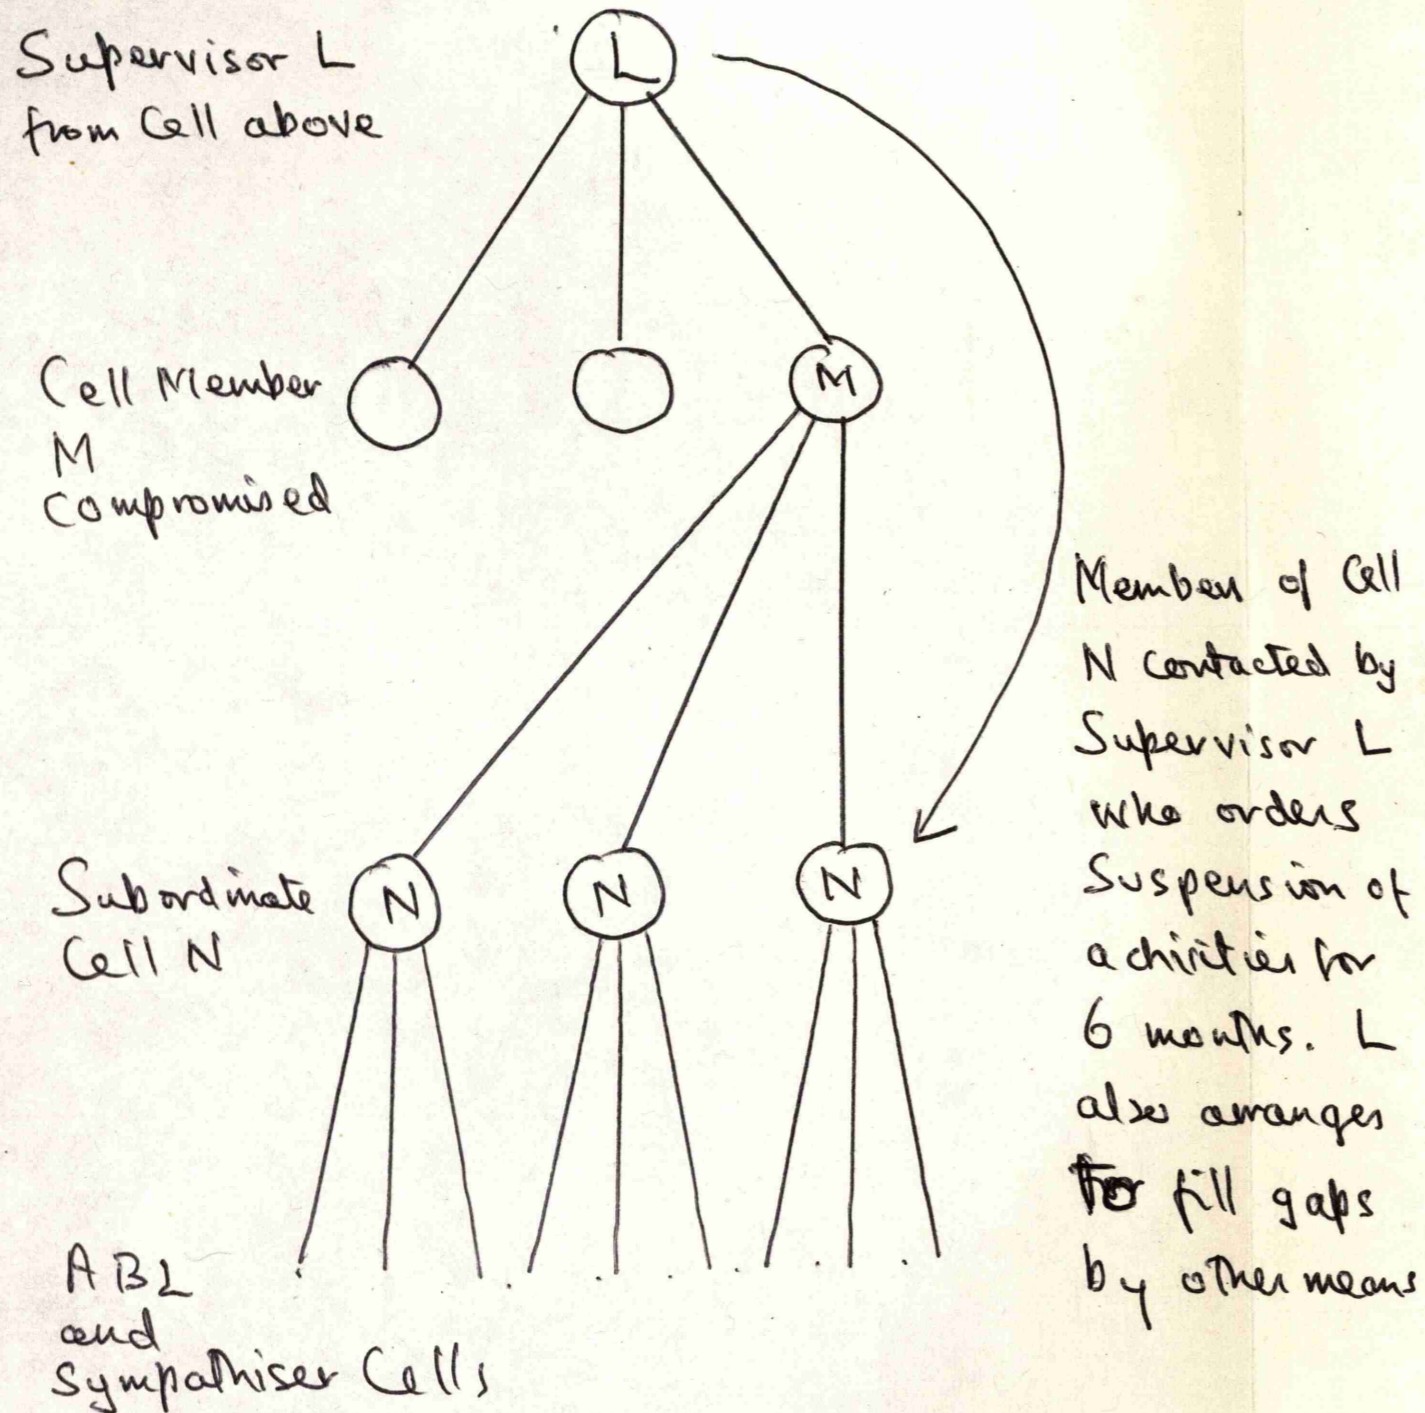 Supervisor L
from Cell above
L
Cell Member
M
compromised
M
Member of Cell
N contacted by
Supervisor L
who orders
Suspension of
activities for
6 months. L
also arranges
to fill gaps
by other means
Subordinate
Cell N
N
N
N
ABL
and
Sympathiser Cells